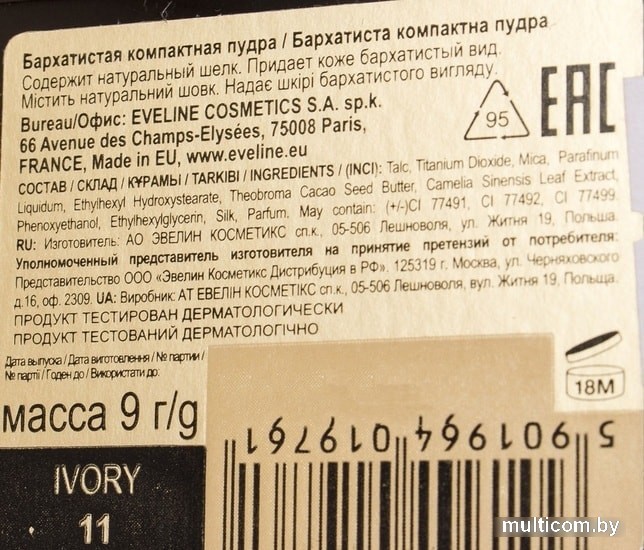 Бархатистая компактная пудра / Бархатиста компактна пудра
Содержит натуральный шелк. Придает коже бархатистый вид.
Містить натуральний шовк. Надає шкірі бархатистого вигляду.
Bureau/Офис: EVELINE COSMETICS S.A. sp.k.
66 Avenue des Champs-Elysées, 75008 Paris,
FRANCE, Made in EU, www.eveline.eu
95
EAC
СОСТАВ / СКЛАД / ҚҰРАМЫ / TARKIBI / INGREDIENTS / (INCI): Talc, Titanium Dioxide, Mica, Parafinum
Liquidum, Ethylhexyl Hydroxystearate, Theobroma Cacao Seed Butter, Camelia Sinensis Leaf Extract,
Phenoxyethanol, Ethylhexylglycerin, Silk, Parfum. May contain: (+/-)CI 77491, CI 77492, CI 77499.
RU: Изготовитель: АО ЭВЕЛИН КОСМЕТИКС сп.к., 05-506 Лешноволя, ул. Житня 19, Польша.
Уполномоченный представитель изготовителя на принятие претензий от потребителя:
Представительство ООО «Эвелин Косметикс Дистрибуция в РФ». 125319 г. Москва, ул. Черняховского
д.16, оф. 2309. UA: Виробник: АТ ЕВЕЛІН КОСМЕТІКС сп.к., 05-506 Лешноволя, вул. Житня 19, Польща.
ПРОДУКТ ТЕСТИРОВАН ДЕРМАТОЛОГИЧЕСКИ
ПРОДУКТ ТЕСТОВАНИЙ ДЕРМАТОЛОГІЧНО
Дата выпуска / Дата виготовлення / № партии /
№ партії / Годен до / Використати до:
18M
масса 9 г/g
5 901964 019761
IVORY
11
multicom.by